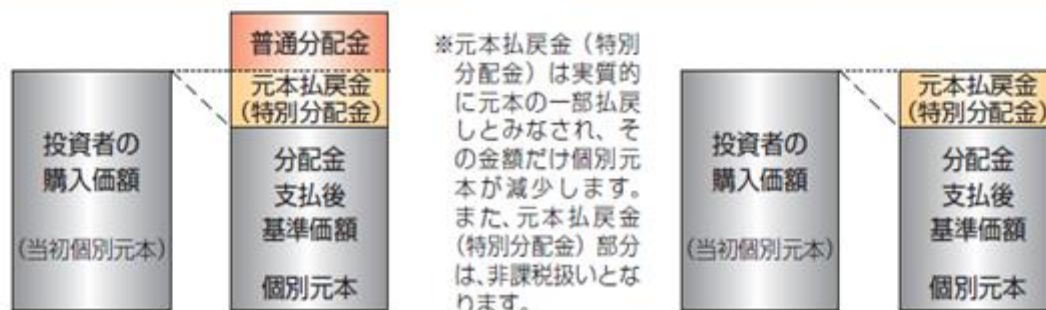 投資者の
購入価額
(当初個別元本)
普通分配金
元本払戻金
(特別分配金)
分配金
支払後
基準価額
個別元本
※元本払戻金(特別
分配金)は実質的
に元本の一部払戻
しとみなされ、そ
の金額だけ個別元
本が減少します。
また、元本払戻金
(特別分配金)部分
は、非課税扱いとな
ります。
投資者の
購入価額
(当初個別元本)
元本払戻金
(特別分配金)
分配金
支払後
基準価額
個別元本